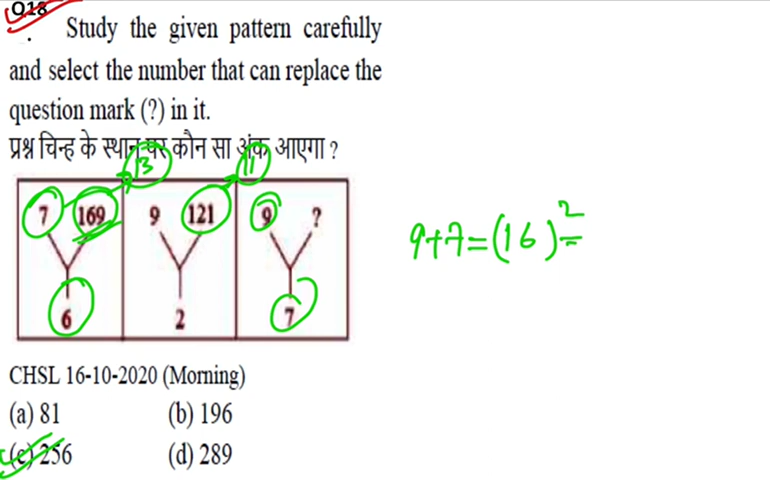 Q18
. Study the given pattern carefully
and select the number that can replace the
question mark (?) in it.
प्रश्न चिन्ह के स्थान पर कौन सा अंक आएगा ?
13 11
7 169 9 121 9 ?
6 2 7
9+7=(16)²=
CHSL 16-10-2020 (Morning)
(a) 81 (b) 196
(c) 256 (d) 289